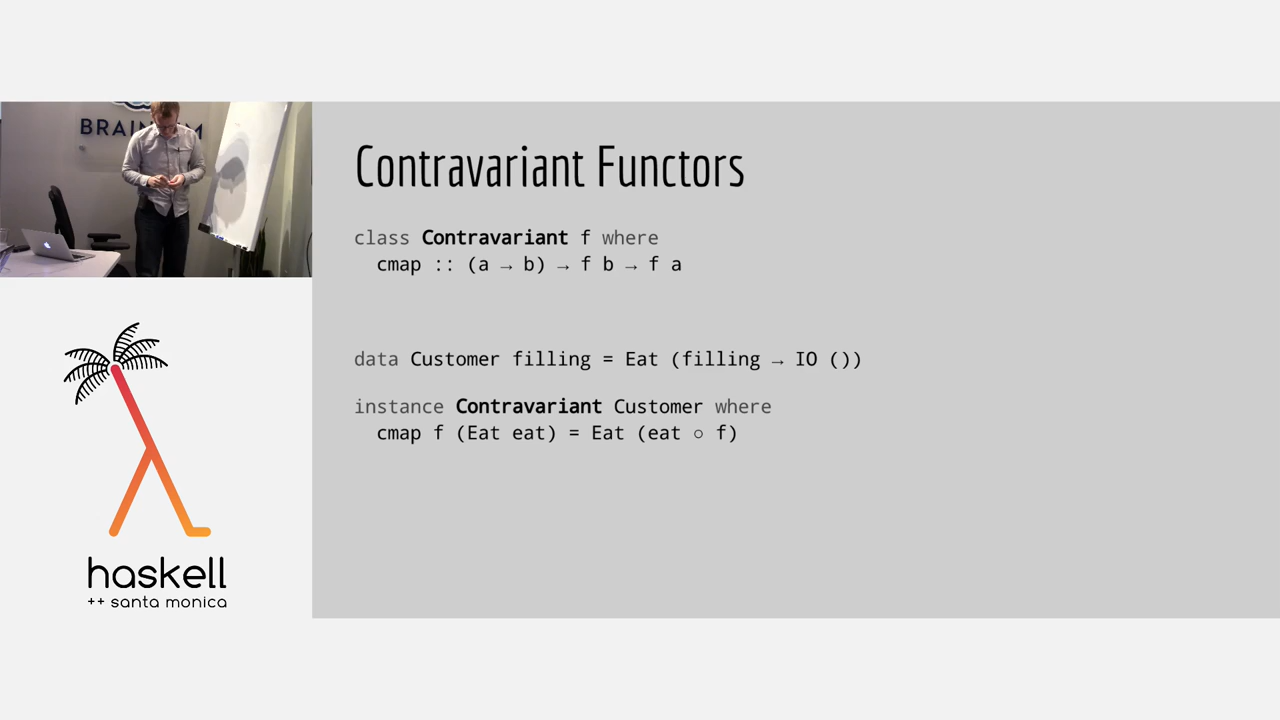 Contravariant Functors
class Contravariant f where
cmap :: (a → b) → f b → f a
data Customer filling = Eat (filling → IO ())
instance Contravariant Customer where
cmap f (Eat eat) = Eat (eat ○ f)
haskell
++ santa monica